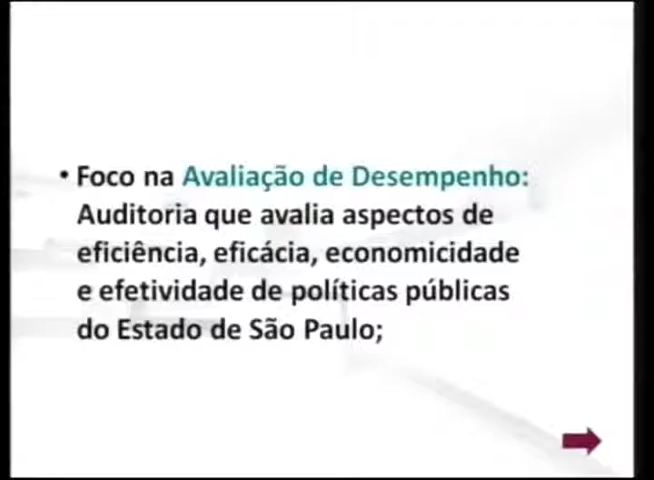 • Foco na Avaliação de Desempenho:
Auditoria que avalia aspectos de
eficiência, eficácia, economicidade
e efetividade de políticas públicas
do Estado de São Paulo;